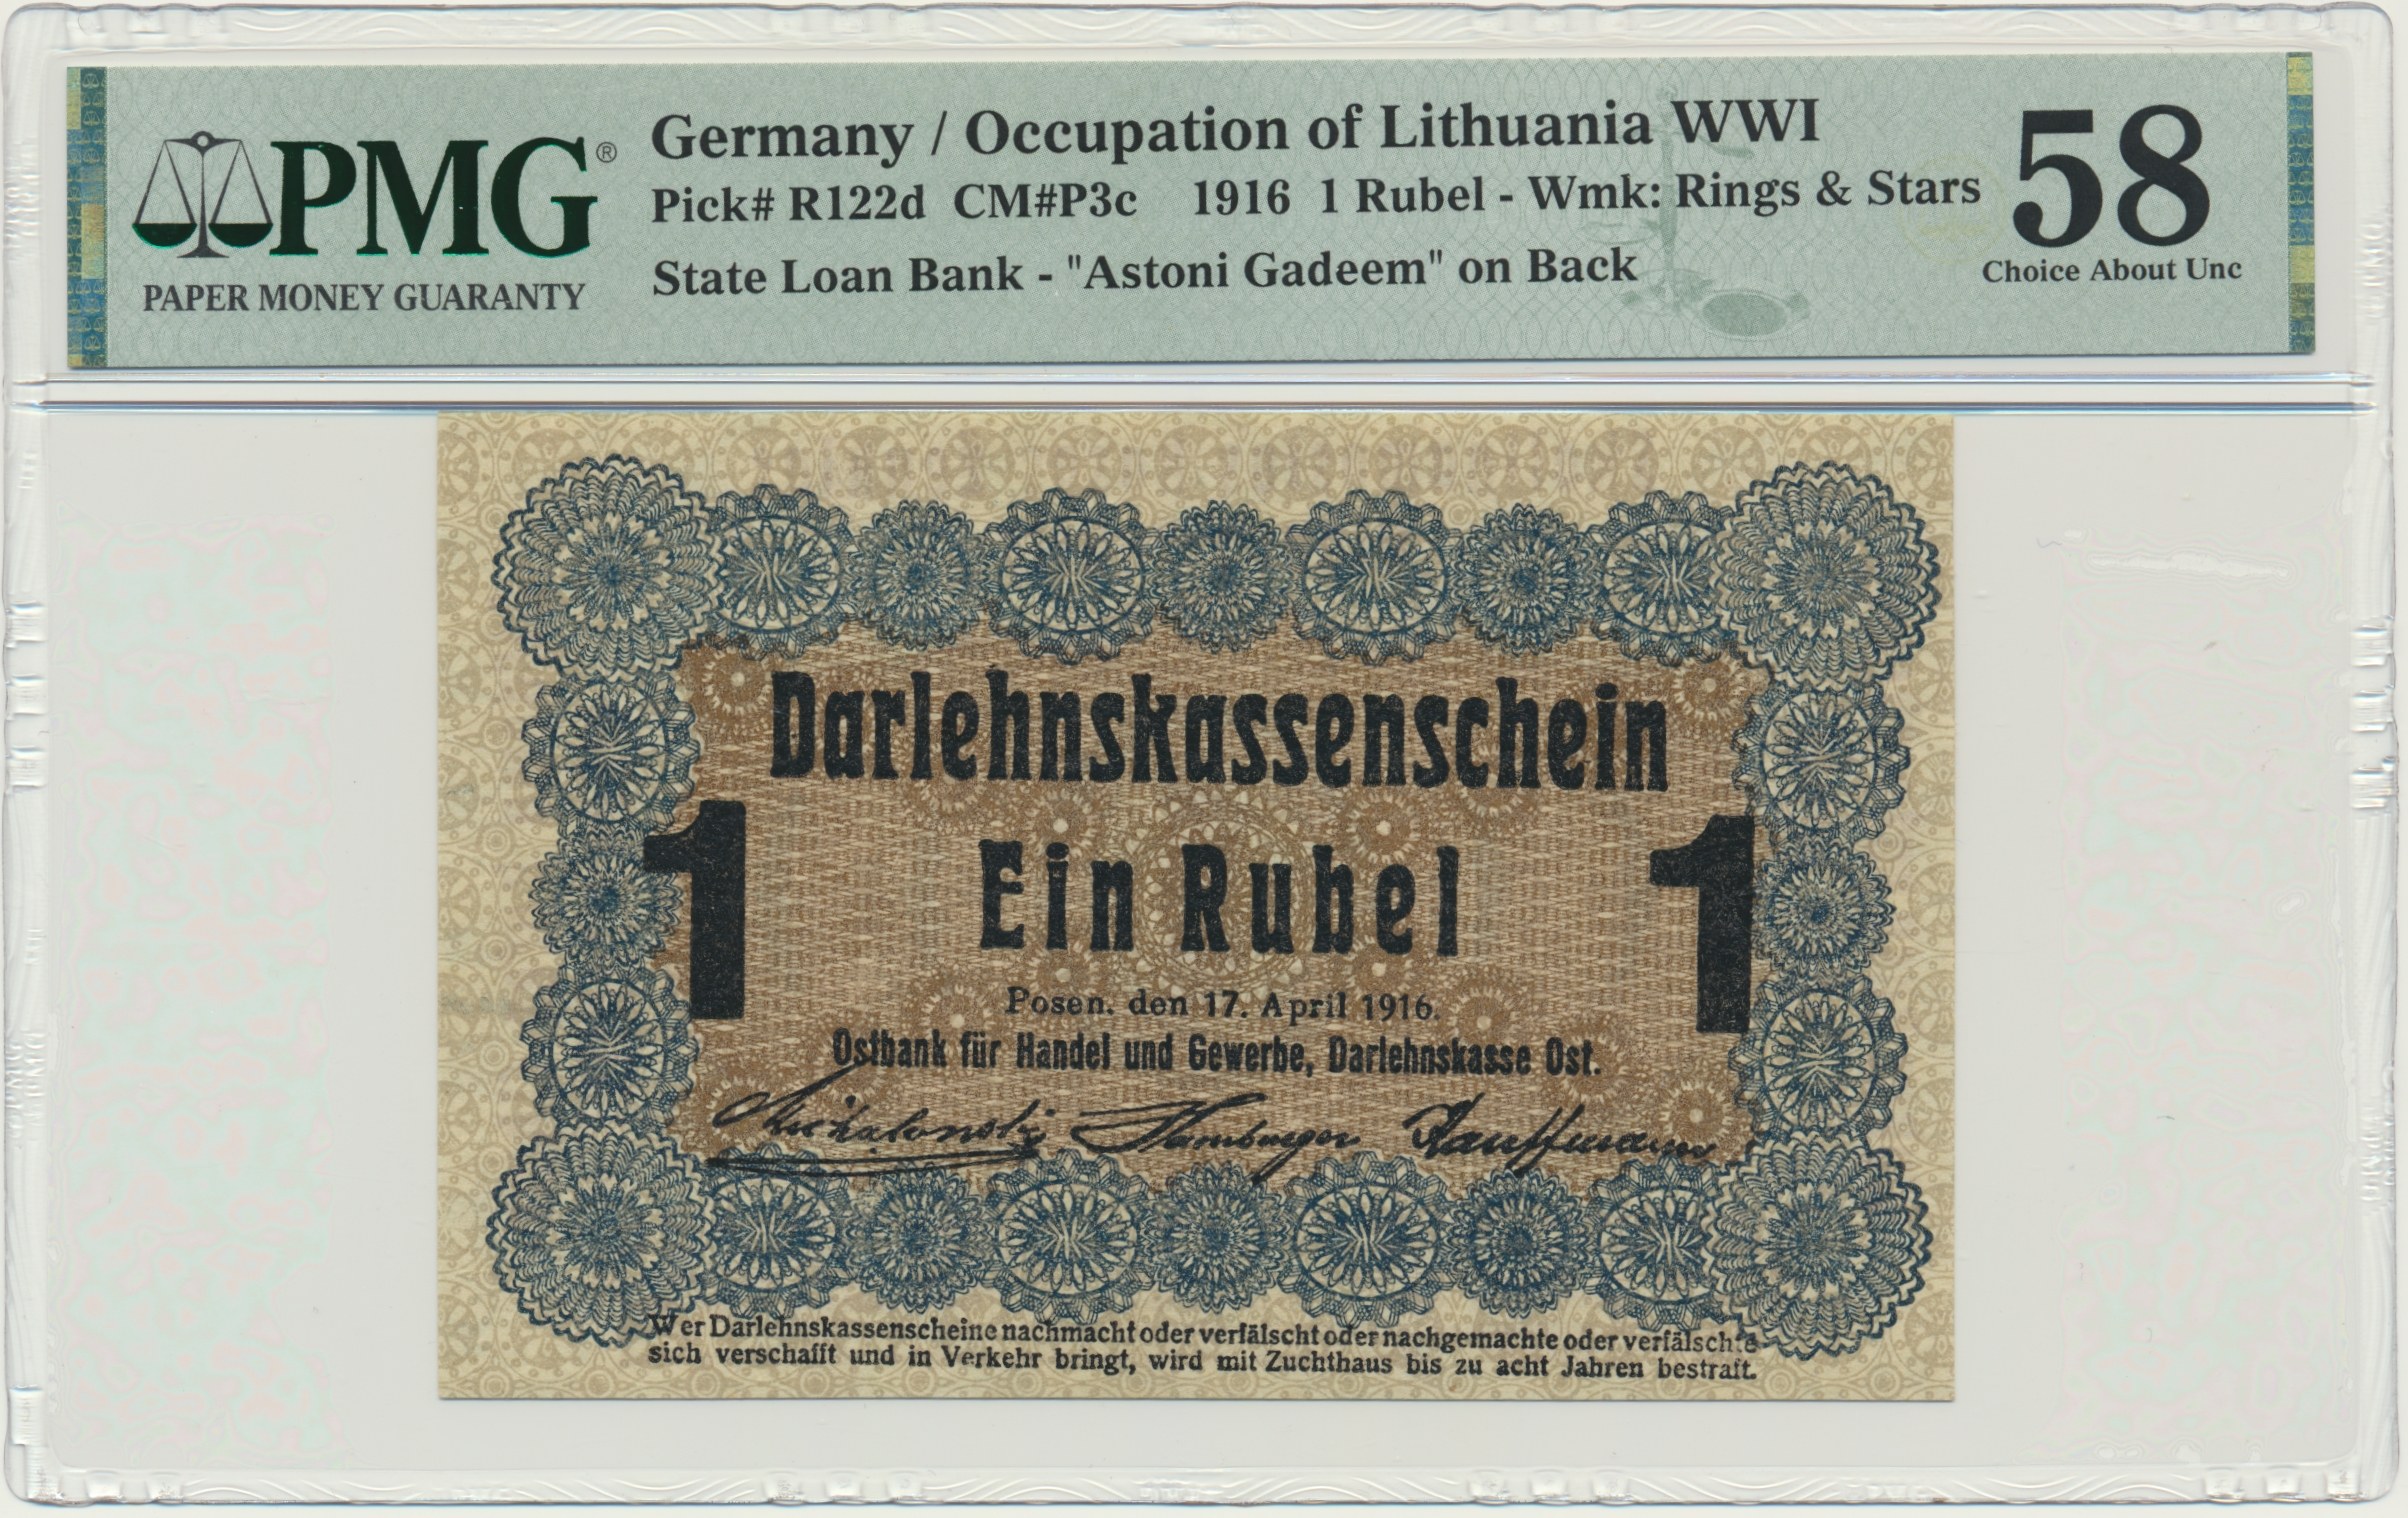 PMG®
PAPER MONEY GUARANTY
Germany / Occupation of Lithuania WWI
Pick# R122d CM#P3c 1916 1 Rubel - Wmk: Rings & Stars
State Loan Bank - "Astoni Gadeem" on Back
58
Choice About Unc
Darlehnskassenschein
1 Ein Rubel 1
Posen. den 17. April 1916.
Ostbank für Handel und Gewerbe, Darlehnskasse Ost.
Michalowsky Hamburger Kauffmann
Wer Darlehnskassenscheine nachmacht oder verfälscht oder nachgemachte oder verfälschte
sich verschafft und in Verkehr bringt, wird mit Zuchthaus bis zu acht Jahren bestraft.